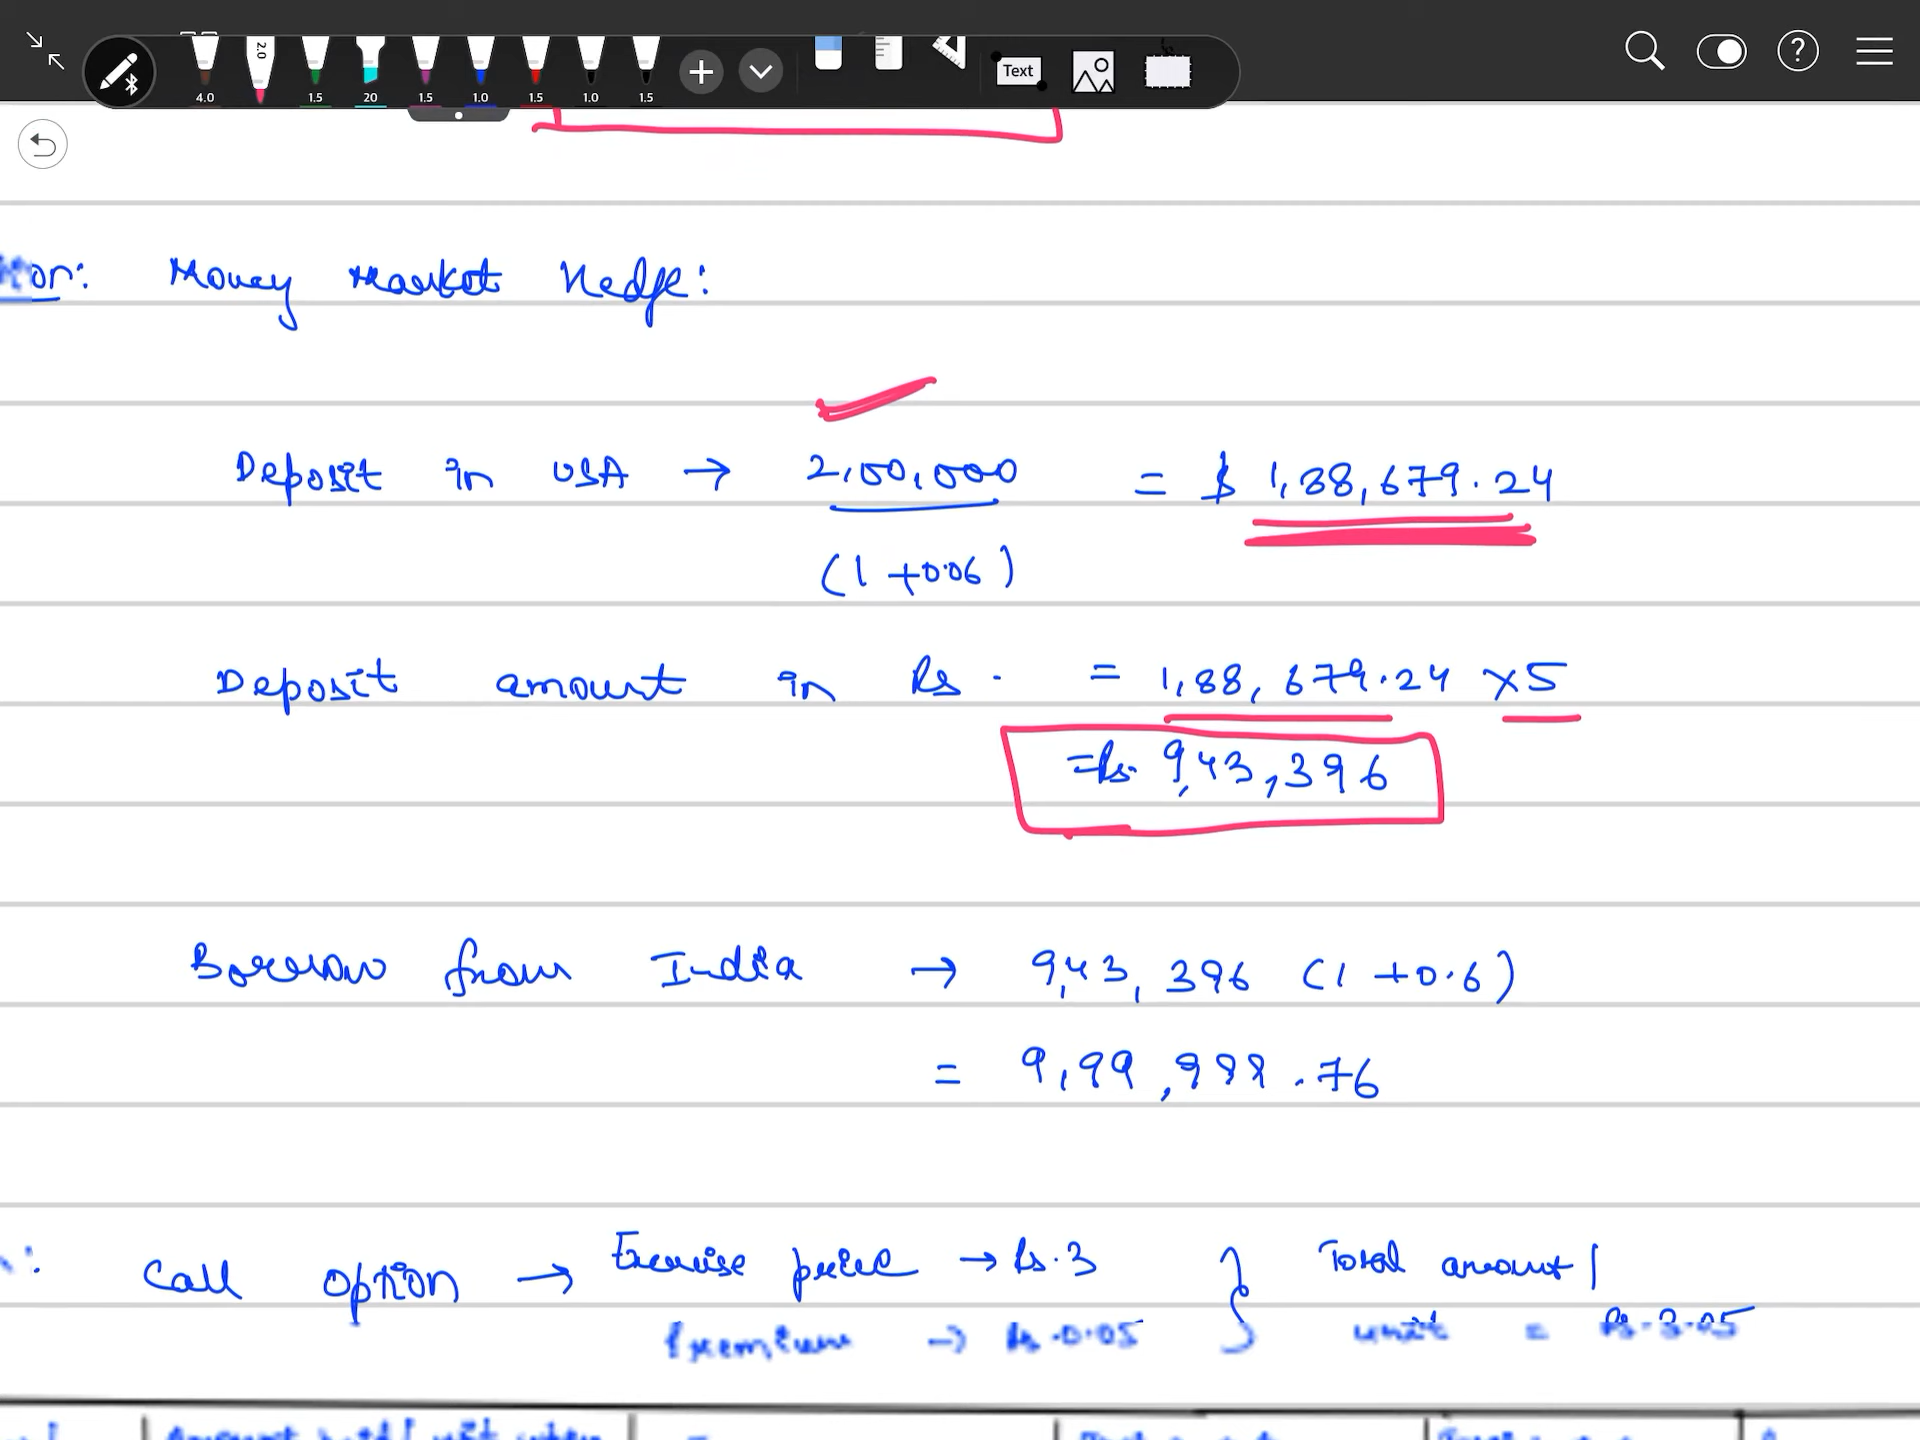 4.0 2.0 1.5 20 1.5 1.0 1.5 1.0 1.5 Text
Money Market Hedge:
Deposit in USA → 2,00,000 = $ 1,88,679.24
(1 +0.06)
Deposit amount in Rs. = 1,88,679.24 ×5
=Rs. 9,43,396
Borrow from India → 9,43,396 (1 +0.6)
= 9,99,999.76
Call option → Exercise price → Rs.3 } Total amount /
Premium → Rs.0.05 unit = Rs.3.05